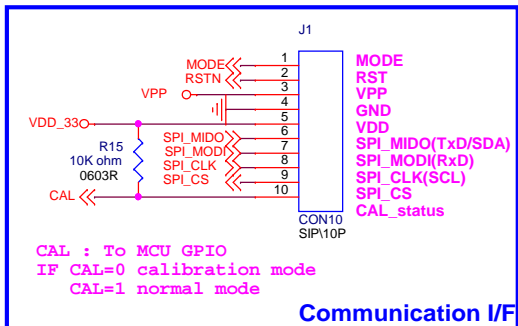 J1
MODE 1 MODE
RSTN 2 RST
VPP 3 VPP
4 GND
VDD_33 5 VDD
SPI_MIDO 6 SPI_MIDO(TxD/SDA)
R15 SPI_MODI 7 SPI_MODI(RxD)
10K ohm SPI_CLK 8 SPI_CLK(SCL)
0603R SPI_CS 9 SPI_CS
CAL 10 CAL_status
CON10
SIP\10P
CAL : To MCU GPIO
IF CAL=0 calibration mode
CAL=1 normal mode
Communication I/F